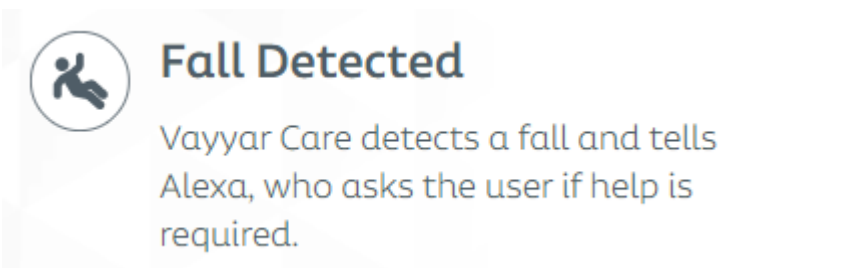 Fall Detected
Vayyar Care detects a fall and tells
Alexa, who asks the user if help is
required.